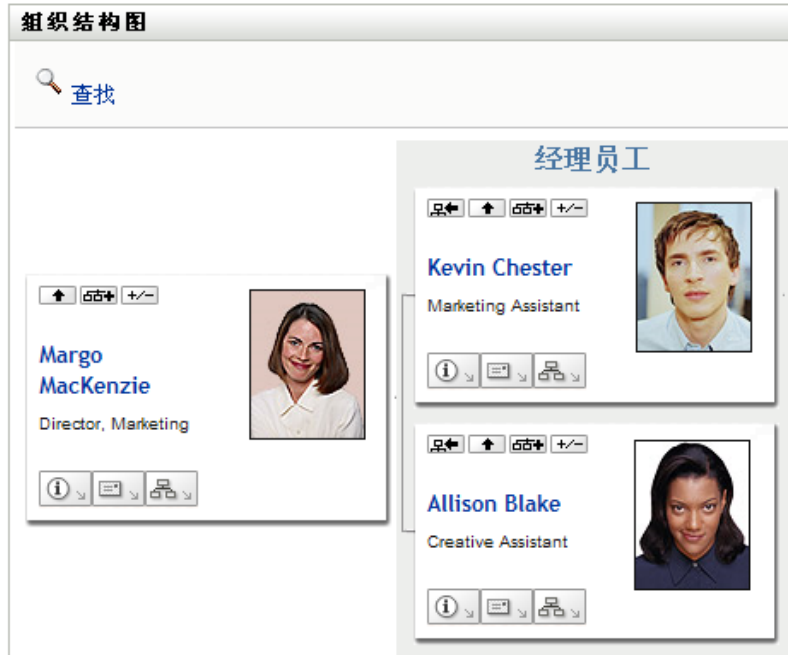 组织结构图
查找
经理员工
+/-
Kevin Chester
Marketing Assistant
+/-
Margo
MacKenzie
Director, Marketing
+/-
Allison Blake
Creative Assistant